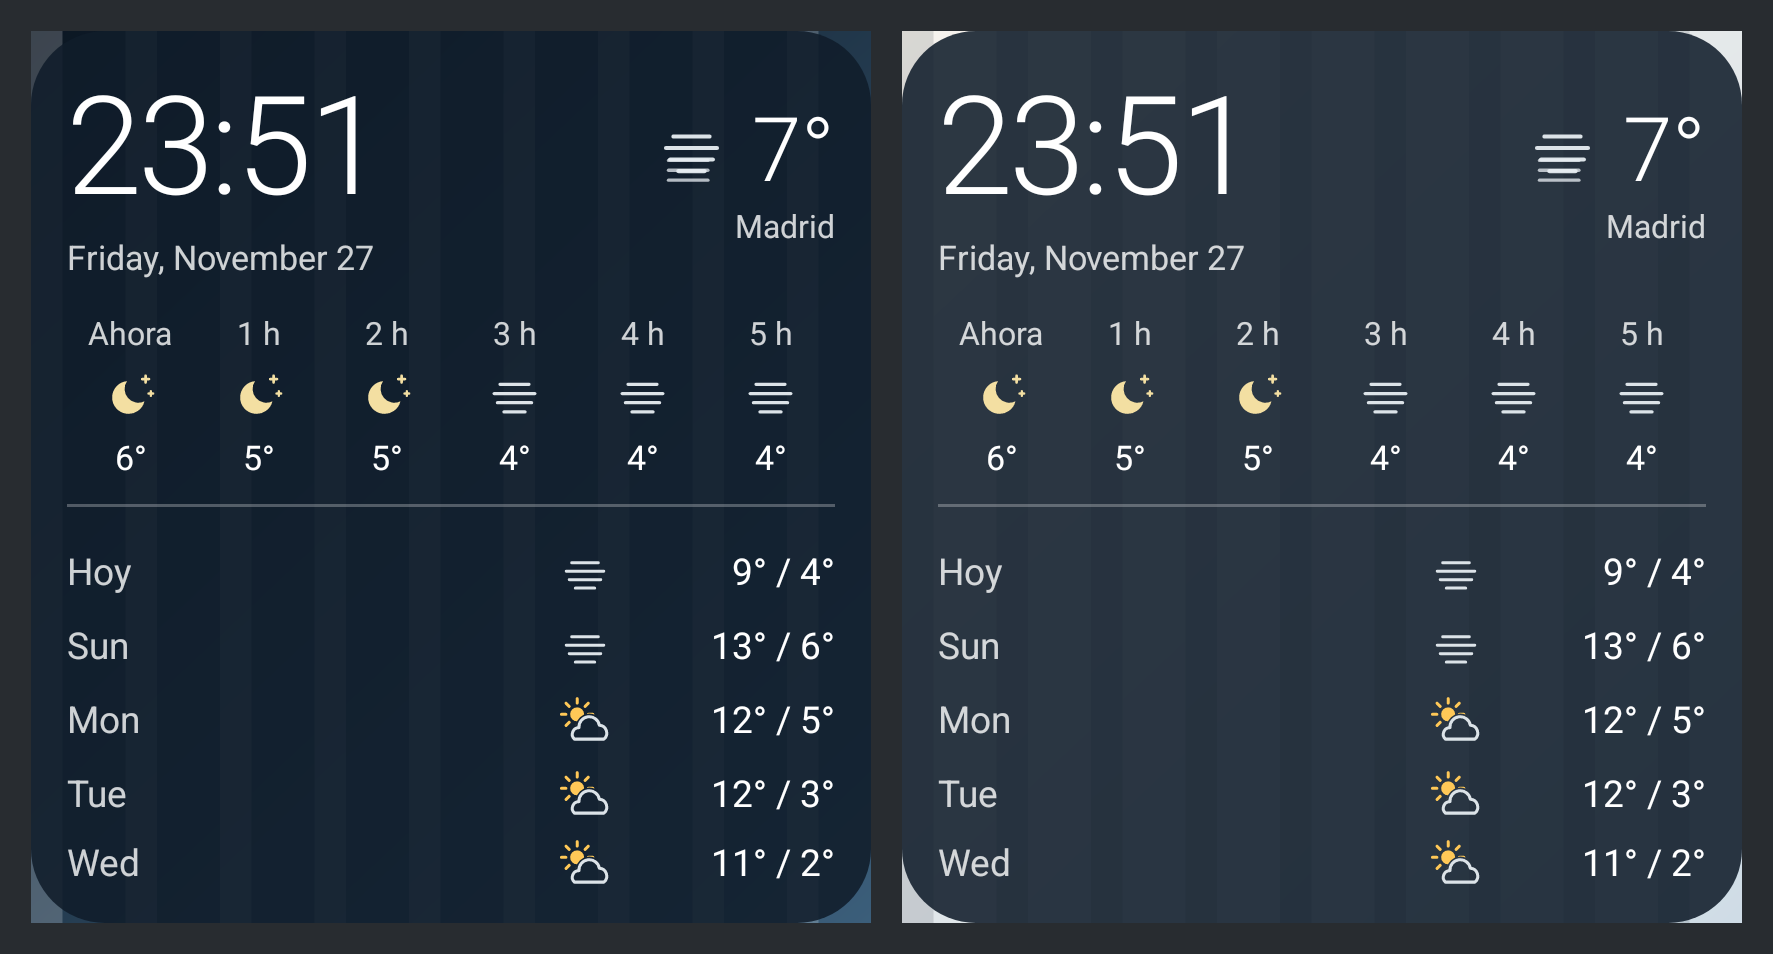 23:51
7°
Madrid
Friday, November 27
Ahora 1 h 2 h 3 h 4 h 5 h
6° 5° 5° 4° 4° 4°
Hoy 9° / 4°
Sun 13° / 6°
Mon 12° / 5°
Tue 12° / 3°
Wed 11° / 2°
23:51
7°
Madrid
Friday, November 27
Ahora 1 h 2 h 3 h 4 h 5 h
6° 5° 5° 4° 4° 4°
Hoy 9° / 4°
Sun 13° / 6°
Mon 12° / 5°
Tue 12° / 3°
Wed 11° / 2°